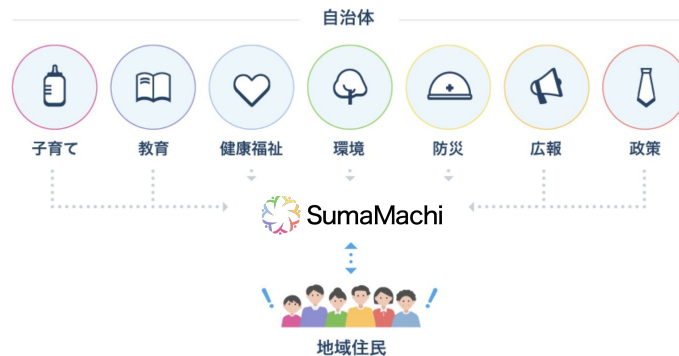 自治体
子育て
教育
健康福祉
環境
防災
広報
政策
SumaMachi
地域住民